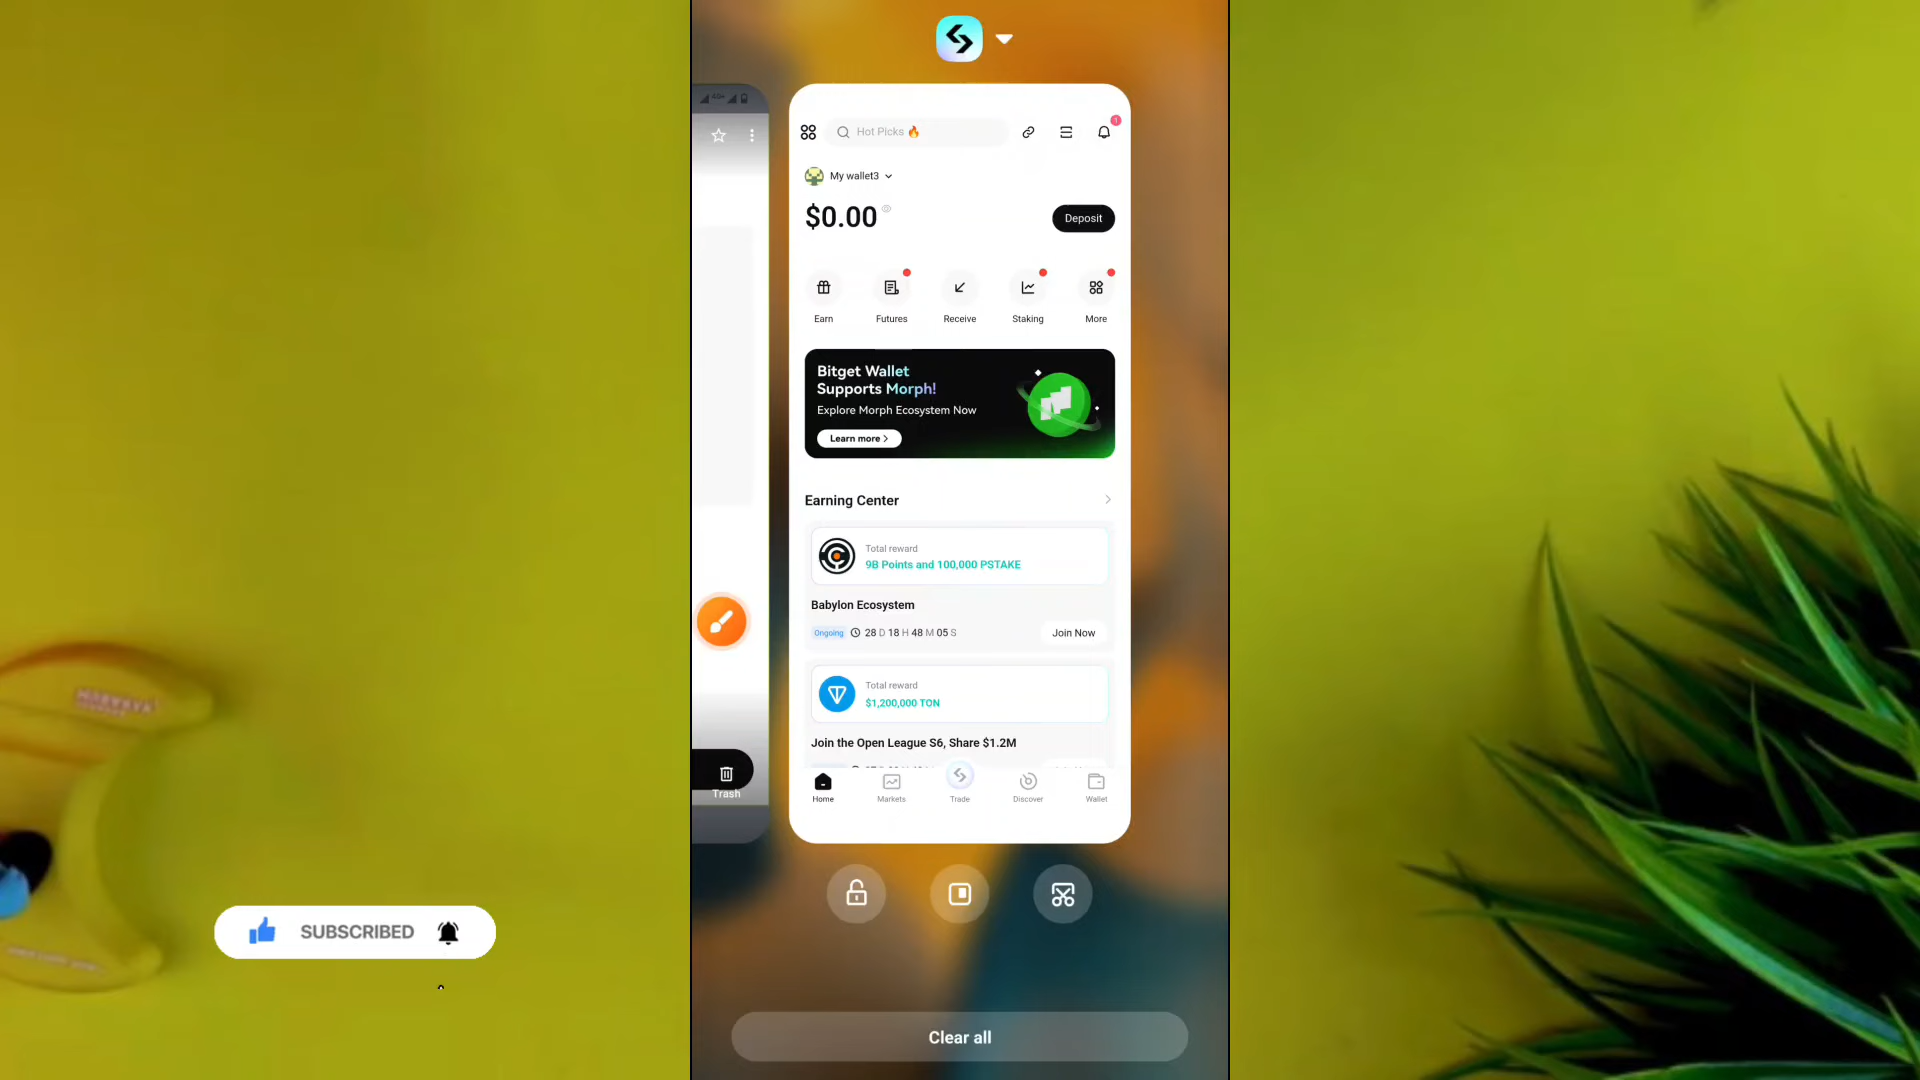 Hot Picks 🔥
1
My wallet3
$0.00
Deposit
Earn
Futures
Receive
Staking
More
Bitget Wallet
Supports Morph!
Explore Morph Ecosystem Now
Learn more >
Earning Center
Total reward
9B Points and 100,000 PSTAKE
Babylon Ecosystem
Ongoing 28 D 18 H 48 M 05 S
Join Now
Total reward
$1,200,000 TON
Join the Open League S6, Share $1.2M
Home
Markets
Trade
Discover
Wallet
Trash
SUBSCRIBED
Clear all